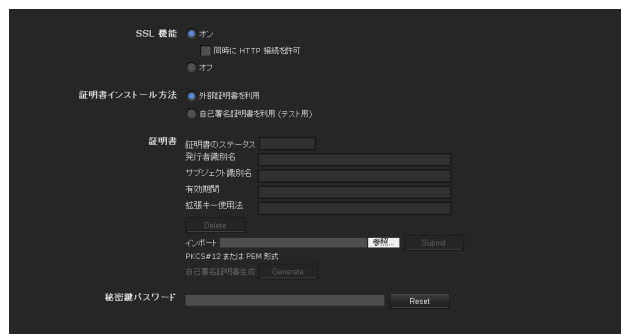 SSL 機能 オン
同時に HTTP 接続を許可
オフ
証明書インストール方法 外部証明書を利用
自己署名証明書を利用 (テスト用)
証明書 証明書のステータス
発行者識別名
サブジェクト識別名
有効期間
拡張キー使用法
Delete
インポート 参照... Submit
PKCS#12 または PEM 形式
自己署名証明書生成 Generate
秘密鍵パスワード Reset